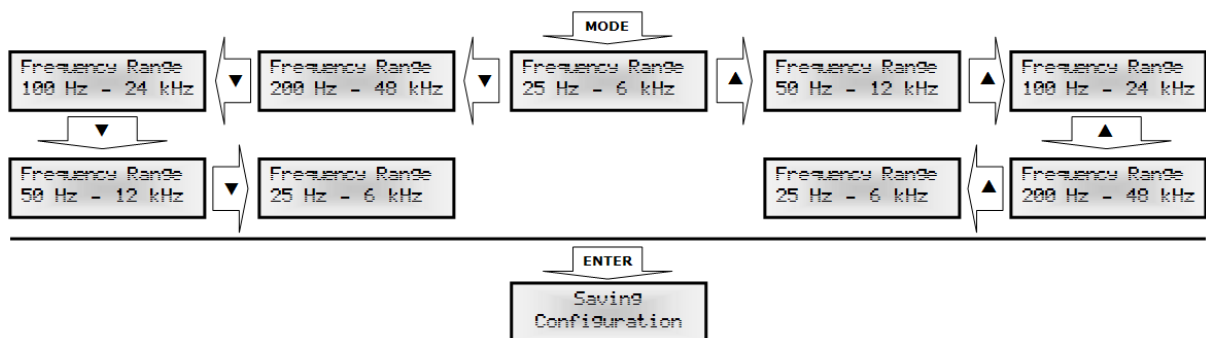 MODE
Frequency Range
100 Hz - 24 kHz
▼
Frequency Range
200 Hz - 48 kHz
▼
Frequency Range
25 Hz - 6 kHz
▲
Frequency Range
50 Hz - 12 kHz
▲
Frequency Range
100 Hz - 24 kHz
▼
▲
Frequency Range
50 Hz - 12 kHz
▼
Frequency Range
25 Hz - 6 kHz
Frequency Range
25 Hz - 6 kHz
▲
Frequency Range
200 Hz - 48 kHz
ENTER
Saving
Configuration